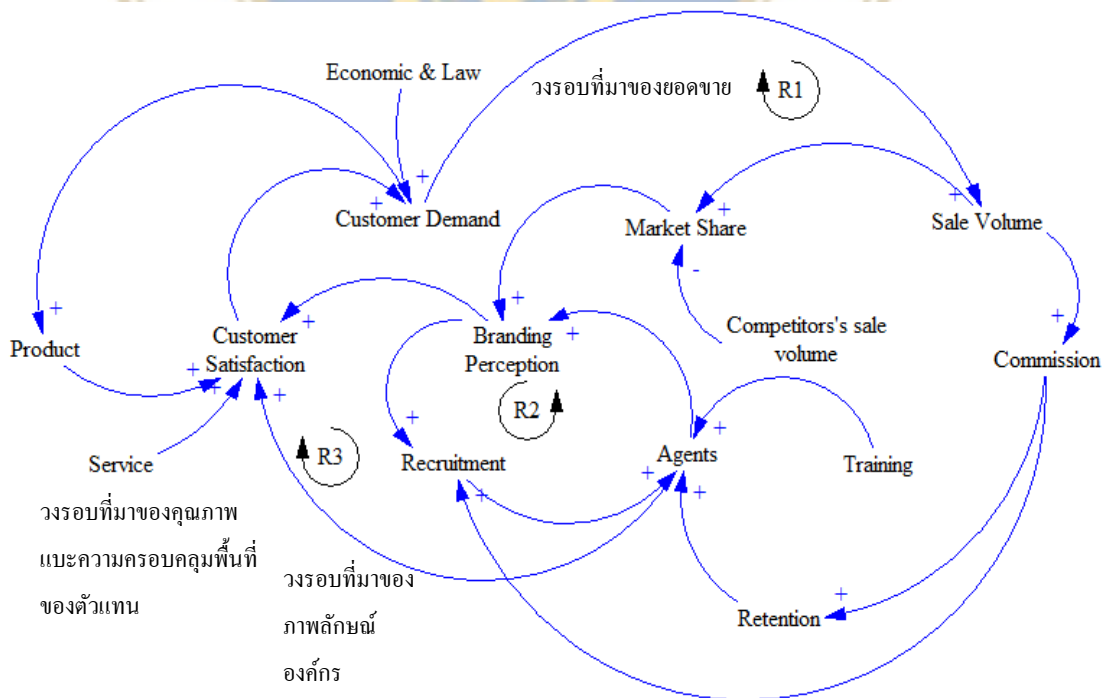 Economic & Law
วงรอบที่มาของยอดขาย
R1
+
+
+
+
Customer Demand
Market Share
Sale Volume
-
+
+
+
+
+
Product
Customer
Satisfaction
Branding
Perception
Competitors's sale
volume
Commission
+
+
+
R2
+
+
R3
Service
Recruitment
Agents
Training
+
+
+
วงรอบที่มาของคุณภาพ
แบะความครอบคลุมพื้นที่
ของตัวแทน
วงรอบที่มาของ
ภาพลักษณ์
องค์กร
+
Retention